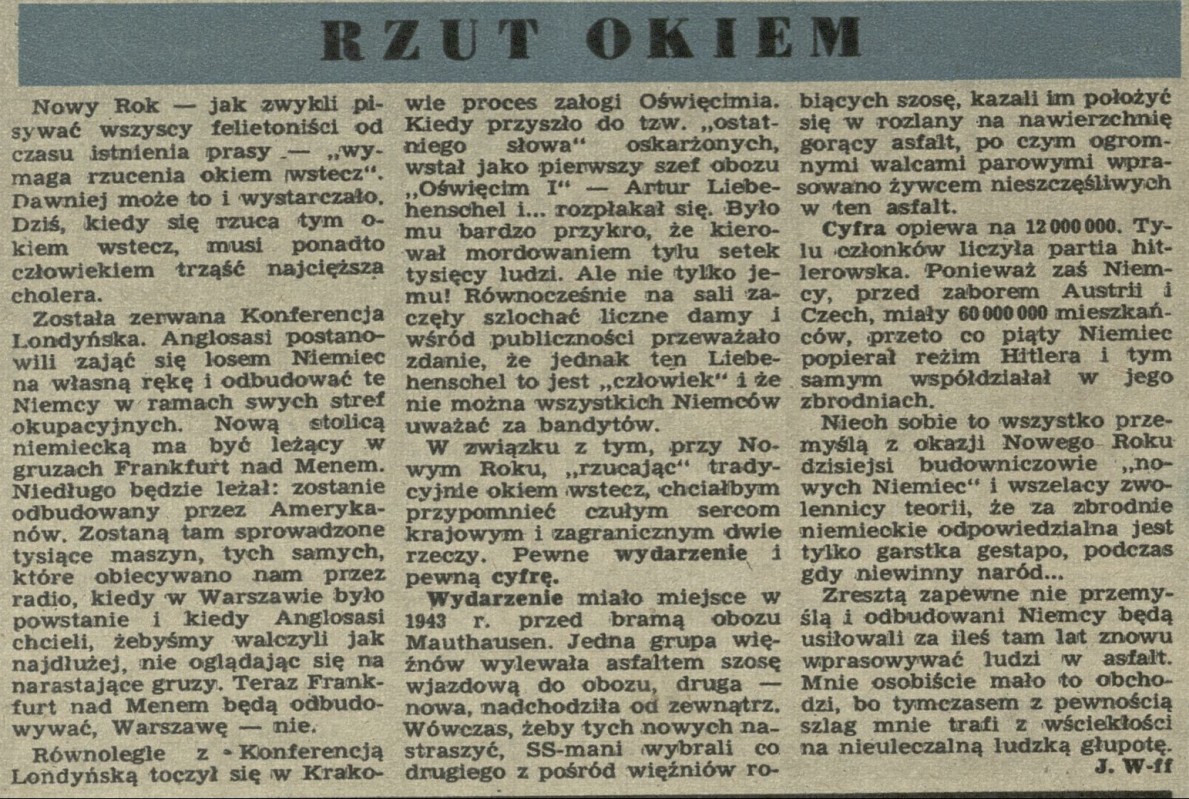 RZUT OKIEM
Nowy Rok — jak zwykli pi-
sywać wszyscy felietoniści od
czasu istnienia prasy — „wy-
maga rzucenia okiem wstecz“.
Dawniej może to i wystarczało.
Dziś, kiedy się rzuca tym o-
kiem wstecz, musi ponadto
człowiekiem trząść najcięższa
cholera.
Została zerwana Konferencja
Londyńska. Anglosasi postano-
wili zająć się losem Niemiec
na własną rękę i odbudować te
Niemcy w ramach swych stref
okupacyjnych. Nową stolicą
niemiecką ma być leżący w
gruzach Frankfurt nad Menem.
Niedługo będzie leżał: zostanie
odbudowany przez Ameryka-
nów. Zostaną tam sprowadzone
tysiące maszyn, tych samych,
które obiecywano nam przez
radio, kiedy w Warszawie było
powstanie i kiedy Anglosasi
chcieli, żebyśmy walczyli jak
najdłużej, nie oglądając się na
narastające gruzy. Teraz Frank-
furt nad Menem będą odbudo-
wywać, Warszawę — nie.
Równolegle z Konferencją
Londyńską toczył się w Krako-
wie proces załogi Oświęcimia.
Kiedy przyszło do tzw. „ostat-
niego słowa“ oskarżonych,
wstał jako pierwszy szef obozu
„Oświęcim I“ — Artur Liebe-
henschel i... rozpłakał się. Było
mu bardzo przykro, że kiero-
wał mordowaniem tylu setek
tysięcy ludzi. Ale nie tylko je-
mu! Równocześnie na sali za-
częły szlochać liczne damy i
wśród publiczności przeważało
zdanie, że jednak ten Liebe-
henschel to jest „człowiek“ i że
nie można wszystkich Niemców
uważać za bandytów.
W związku z tym, przy No-
wym Roku, „rzucając“ trady-
cyjnie okiem wstecz, chciałbym
przypomnieć czułym sercom
krajowym i zagranicznym dwie
rzeczy. Pewne wydarzenie i
pewną cyfrę.
Wydarzenie miało miejsce w
1943 r. przed bramą obozu
Mauthausen. Jedna grupa wię-
źnów wylewała asfaltem szosę
wjazdową do obozu, druga —
nowa, nadchodziła od zewnątrz.
Wówczas, żeby tych nowych na-
straszyć, SS-mani wybrali co
drugiego z pośród więźniów ro-
biących szosę, kazali im położyć
się w rozlany na nawierzchnię
gorący asfalt, po czym ogrom-
nymi walcami parowymi wpra-
sowano żywcem nieszczęśliwych
w ten asfalt.
Cyfra opiewa na 12 000 000. Ty-
lu członków liczyła partia hit-
lerowska. Ponieważ zaś Niem-
cy, przed zaborem Austrii i
Czech, miały 60 000 000 mieszkań-
ców, przeto co piąty Niemiec
popierał reżim Hitlera i tym
samym współdziałał w jego
zbrodniach.
Niech sobie to wszystko prze-
myślą z okazji Nowego Roku
dzisiejsi budowniczowie „no-
wych Niemiec“ i wszelacy zwo-
lennicy teorii, że za zbrodnie
niemieckie odpowiedzialna jest
tylko garstka gestapo, podczas
gdy niewinny naród...
Zresztą zapewne nie przemy-
ślą i odbudowani Niemcy będą
usiłowali za ileś tam lat znowu
wprasowywać ludzi w asfalt.
Mnie osobiście mało to obcho-
dzi, bo tymczasem z pewnością
szlag mnie trafi z wściekłości
na nieuleczalną ludzką głupotę.
J. W-ff